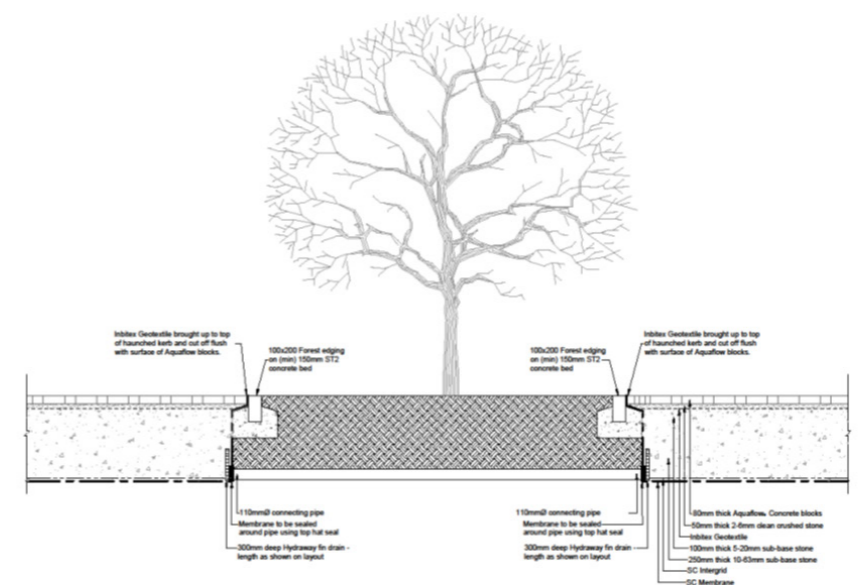 Inbitex Geotextile brought up to top
of haunched kerb and cut off flush
with surface of Aquaflow blocks.
100x200 Forest edging
on (min) 150mm ST2
concrete bed
100x200 Forest edging
on (min) 150mm ST2
concrete bed
Inbitex Geotextile brought up to top
of haunched kerb and cut off flush
with surface of Aquaflow blocks.
110mmØ connecting pipe
Membrane to be sealed
around pipe using top hat seal
300mm deep Hydraway fin drain -
length as shown on layout
110mmØ connecting pipe
Membrane to be sealed
around pipe using top hat seal
300mm deep Hydraway fin drain -
length as shown on layout
80mm thick Aquaflow Concrete blocks
50mm thick 2-6mm clean crushed stone
Inbitex Geotextile
100mm thick 5-20mm sub-base stone
250mm thick 10-63mm sub-base stone
SC Intergrid
SC Membrane